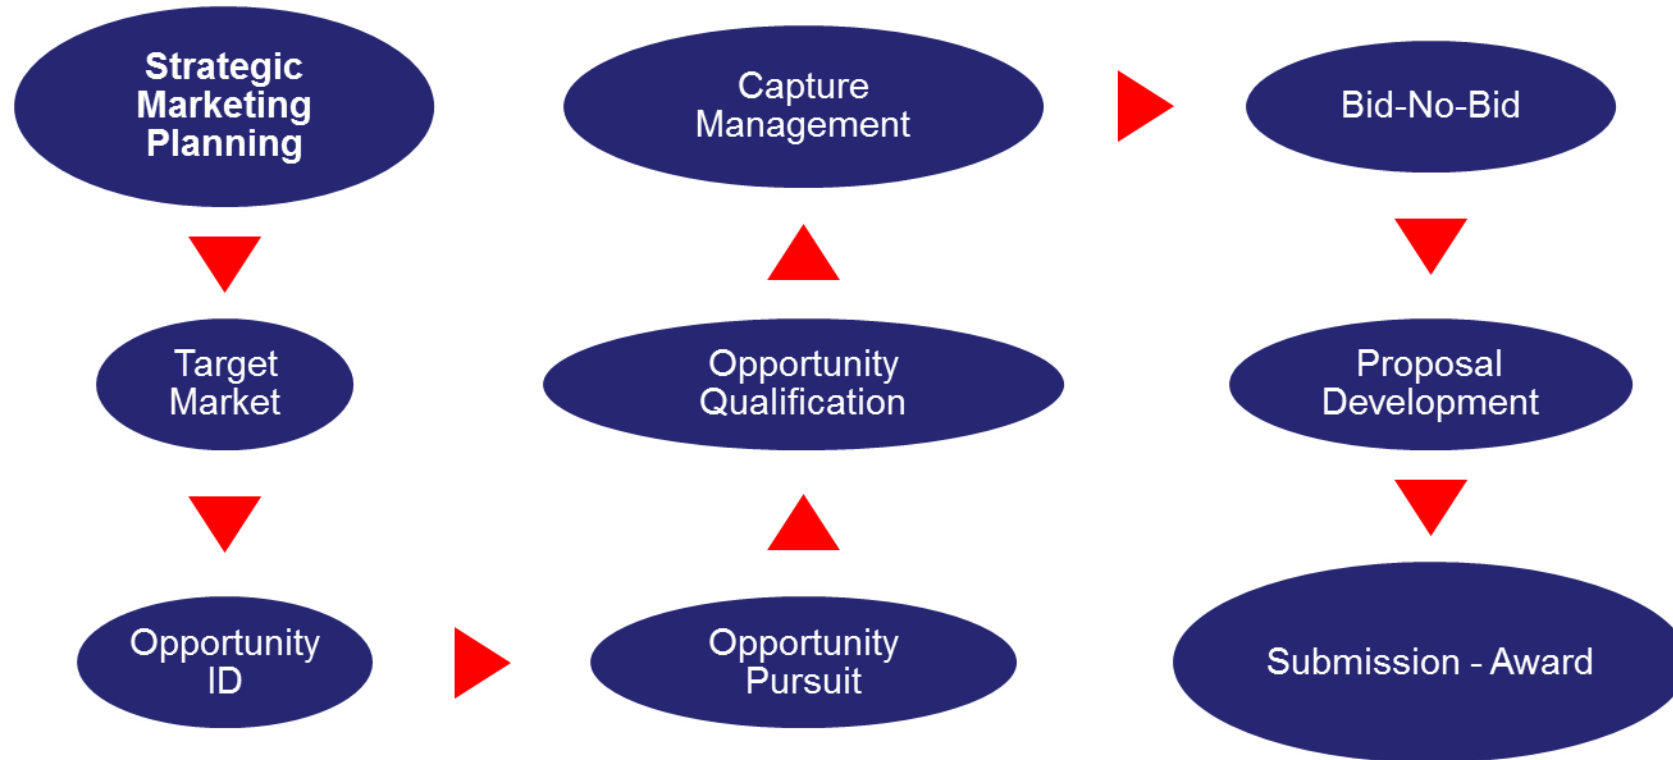 Strategic
Marketing
Planning
Target
Market
Opportunity
ID
Opportunity
Pursuit
Opportunity
Qualification
Capture
Management
Bid-No-Bid
Proposal
Development
Submission - Award